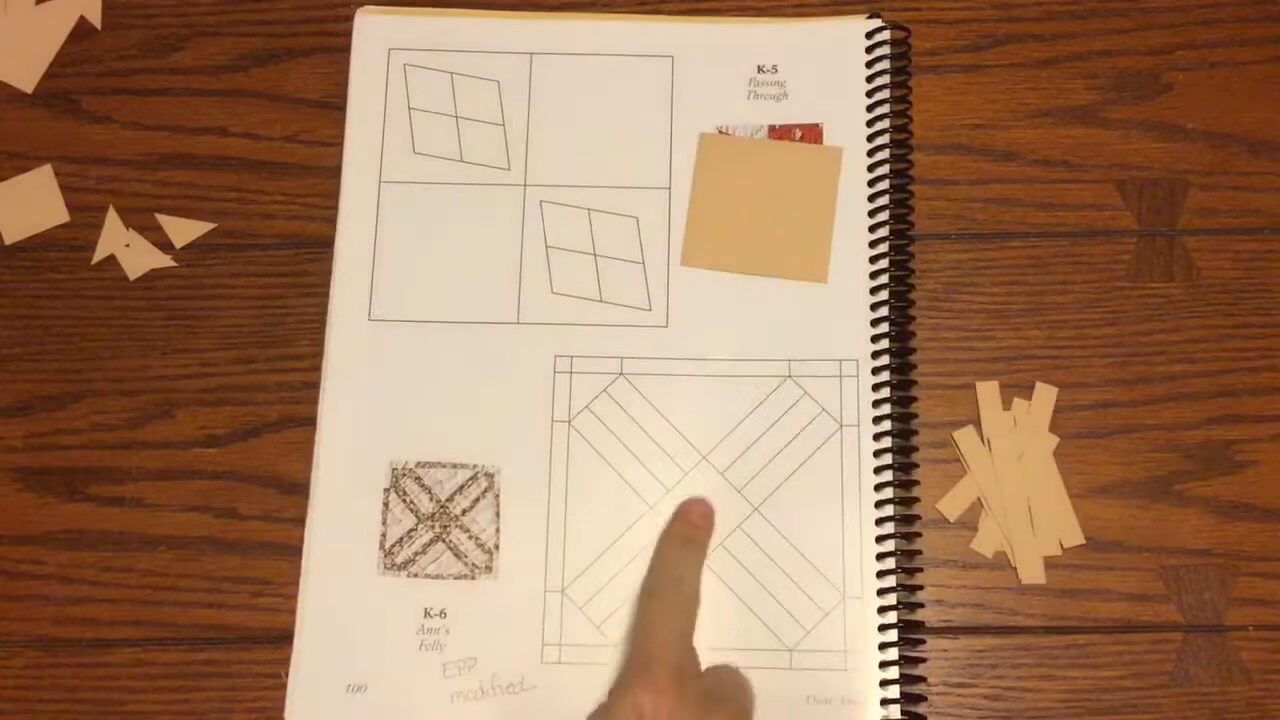 K-5
Passing
Through
K-6
Ann's
Folly
EPP
modified
100